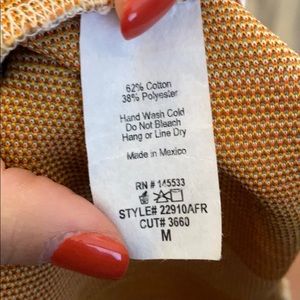 62% Cotton
38% Polyester
Hand Wash Cold
Do Not Bleach
Hang or Line Dry
Made in Mexico
RN # 145533
STYLE# 22910AFR
CUT# 3660
M